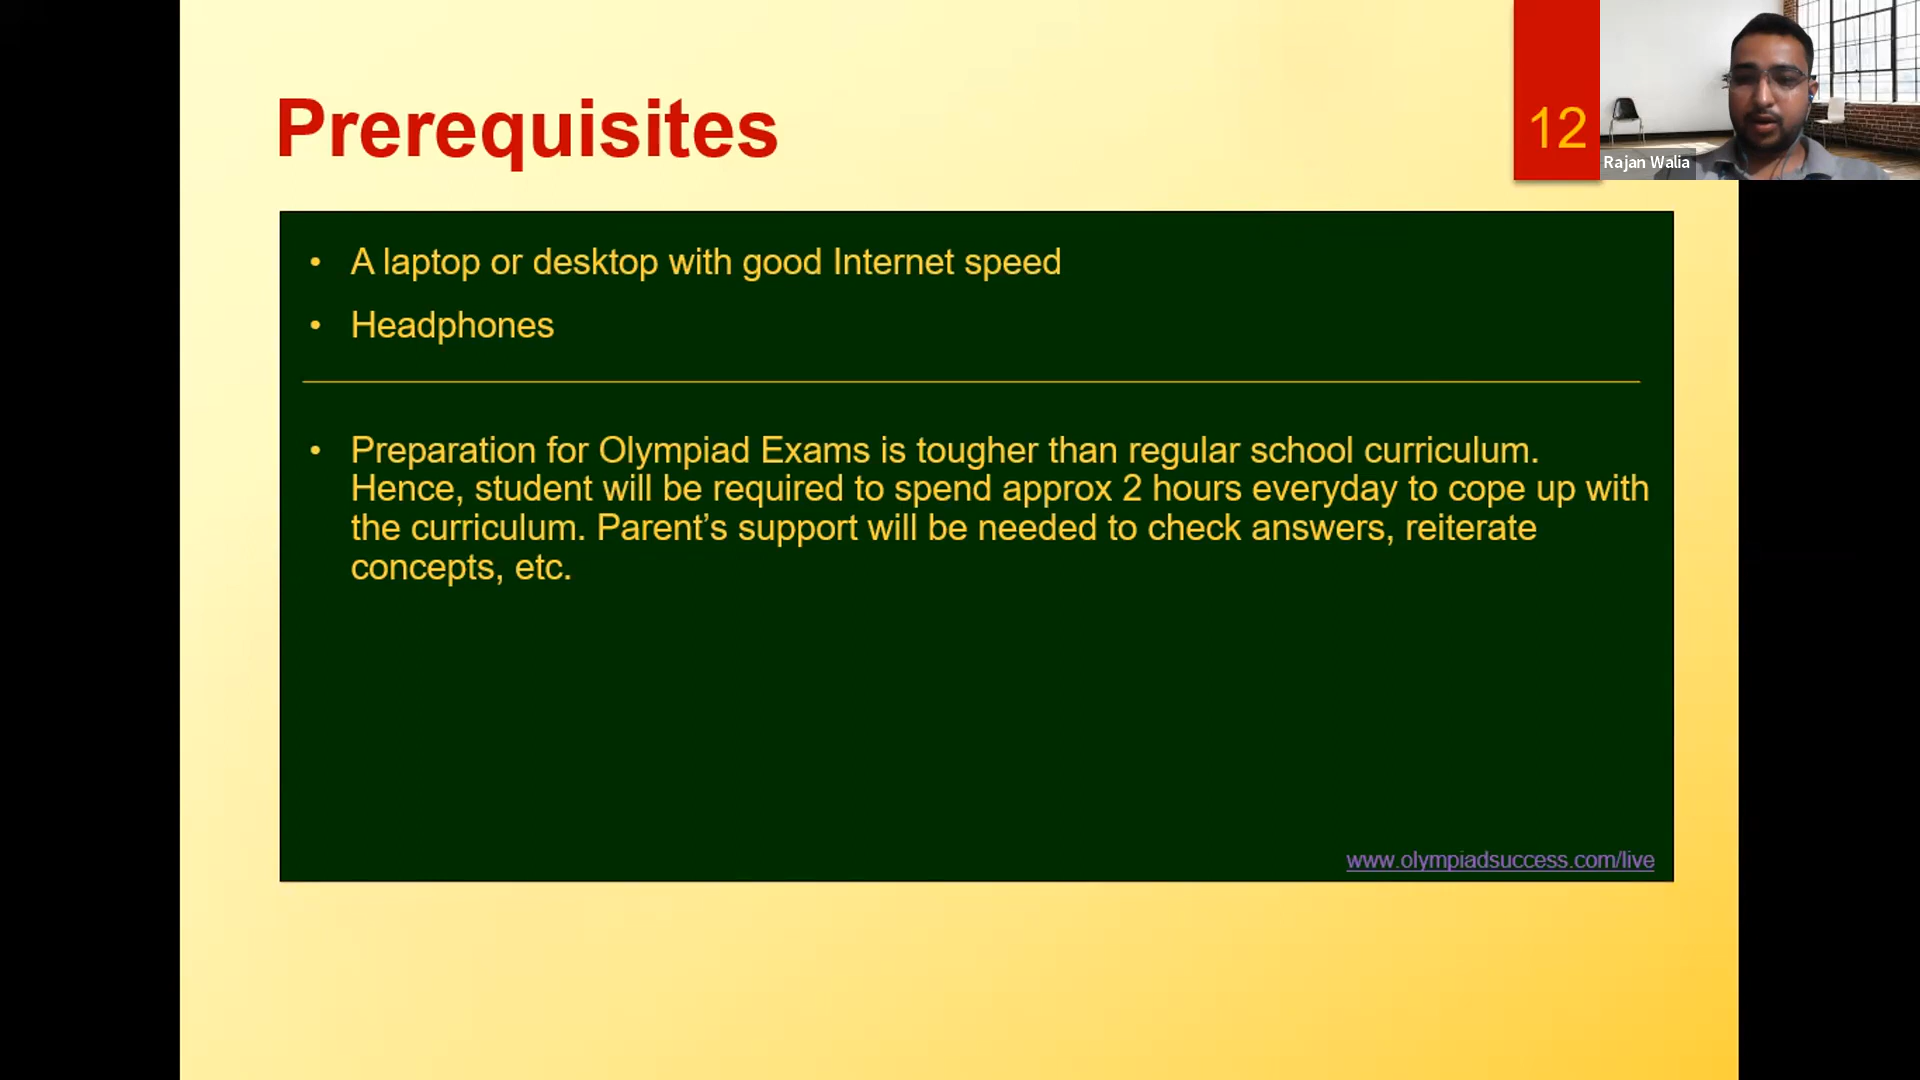 Prerequisites
12
Rajan Walia
• A laptop or desktop with good Internet speed
• Headphones
• Preparation for Olympiad Exams is tougher than regular school curriculum.
Hence, student will be required to spend approx 2 hours everyday to cope up with
the curriculum. Parent’s support will be needed to check answers, reiterate
concepts, etc.
www.olympiadsuccess.com/live